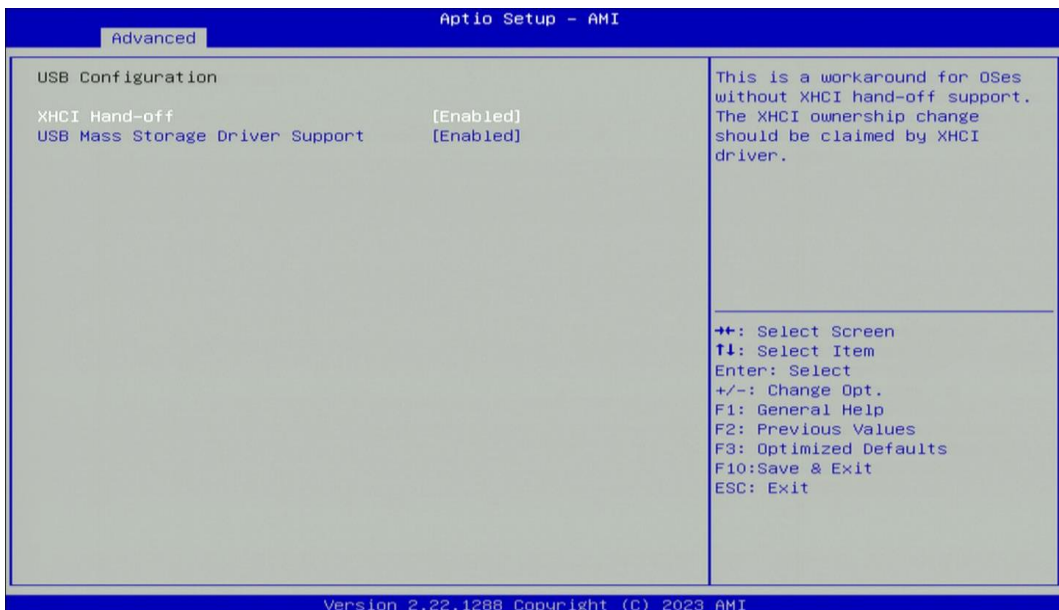 Aptio Setup – AMI
Advanced
USB Configuration
XHCI Hand-off [Enabled]
USB Mass Storage Driver Support [Enabled]
This is a workaround for OSes
without XHCI hand-off support.
The XHCI ownership change
should be claimed by XHCI
driver.
→←: Select Screen
↑↓: Select Item
Enter: Select
+/-: Change Opt.
F1: General Help
F2: Previous Values
F3: Optimized Defaults
F10:Save & Exit
ESC: Exit
Version 2.22.1288 Copyright (C) 2023 AMI